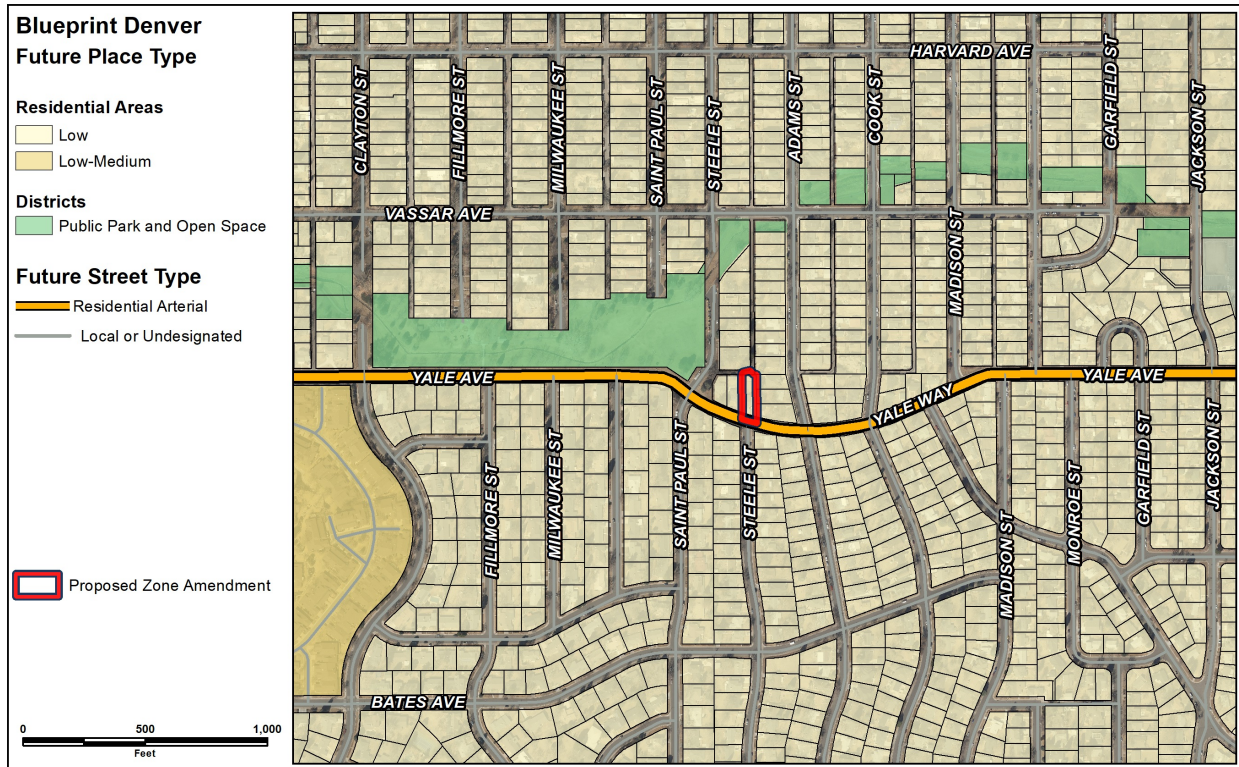 Blueprint Denver
Future Place Type
Residential Areas
Low
Low-Medium
Districts
Public Park and Open Space
Future Street Type
Residential Arterial
Local or Undesignated
Proposed Zone Amendment
0 500 1,000
Feet
HARVARD AVE
CLAYTON ST
FILLMORE ST
MILWAUKEE ST
SAINT PAUL ST
STEELE ST
ADAMS ST
COOK ST
GARFIELD ST
JACKSON ST
VASSAR AVE
MADISON ST
YALE AVE
YALE WAY
YALE AVE
FILLMORE ST
MILWAUKEE ST
SAINT PAUL ST
STEELE ST
MADISON ST
MONROE ST
GARFIELD ST
JACKSON ST
BATES AVE